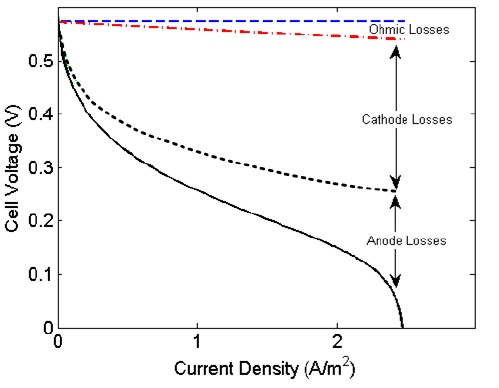 Ohmic Losses
0.5
0.4
Cathode Losses
0.3
Cell Voltage (V)
0.2
Anode Losses
0.1
0
0 1 2
Current Density (A/m²)